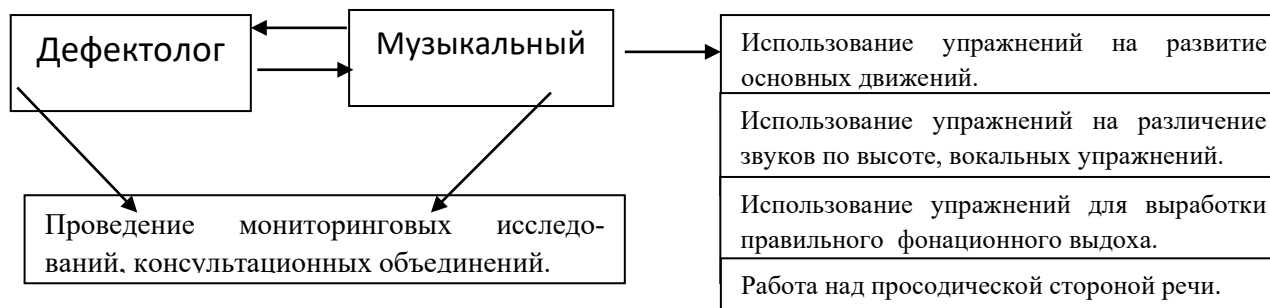 Дефектолог
Музыкальный
Использование упражнений на развитие
основных движений.
Использование упражнений на различение
звуков по высоте, вокальных упражнений.
Использование упражнений для выработки
правильного фонационного выдоха.
Работа над просодической стороной речи.
Проведение мониторинговых исследо-
ваний, консультационных объединений.